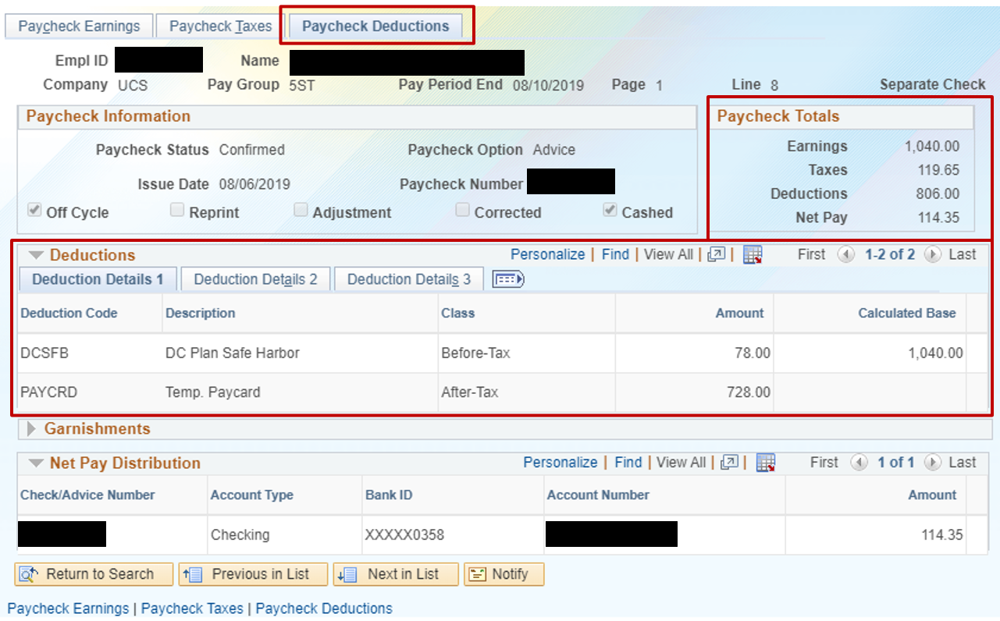 Paycheck Earnings Paycheck Taxes Paycheck Deductions
Empl ID Name
Company UCS Pay Group 5ST Pay Period End 08/10/2019 Page 1 Line 8 Separate Check
Paycheck Information
Paycheck Status Confirmed Paycheck Option Advice
Issue Date 08/06/2019 Paycheck Number
Off Cycle Reprint Adjustment Corrected Cashed
Paycheck Totals
Earnings 1,040.00
Taxes 119.65
Deductions 806.00
Net Pay 114.35
Deductions Personalize | Find | View All | | First 1-2 of 2 Last
Deduction Details 1 Deduction Details 2 Deduction Details 3
Deduction Code Description Class Amount Calculated Base
DCSFB DC Plan Safe Harbor Before-Tax 78.00 1,040.00
PAYCRD Temp. Paycard After-Tax 728.00
Garnishments
Net Pay Distribution Personalize | Find | View All | | First 1 of 1 Last
Check/Advice Number Account Type Bank ID Account Number Amount
Checking XXXXX0358 114.35
Return to Search Previous in List Next in List Notify
Paycheck Earnings | Paycheck Taxes | Paycheck Deductions